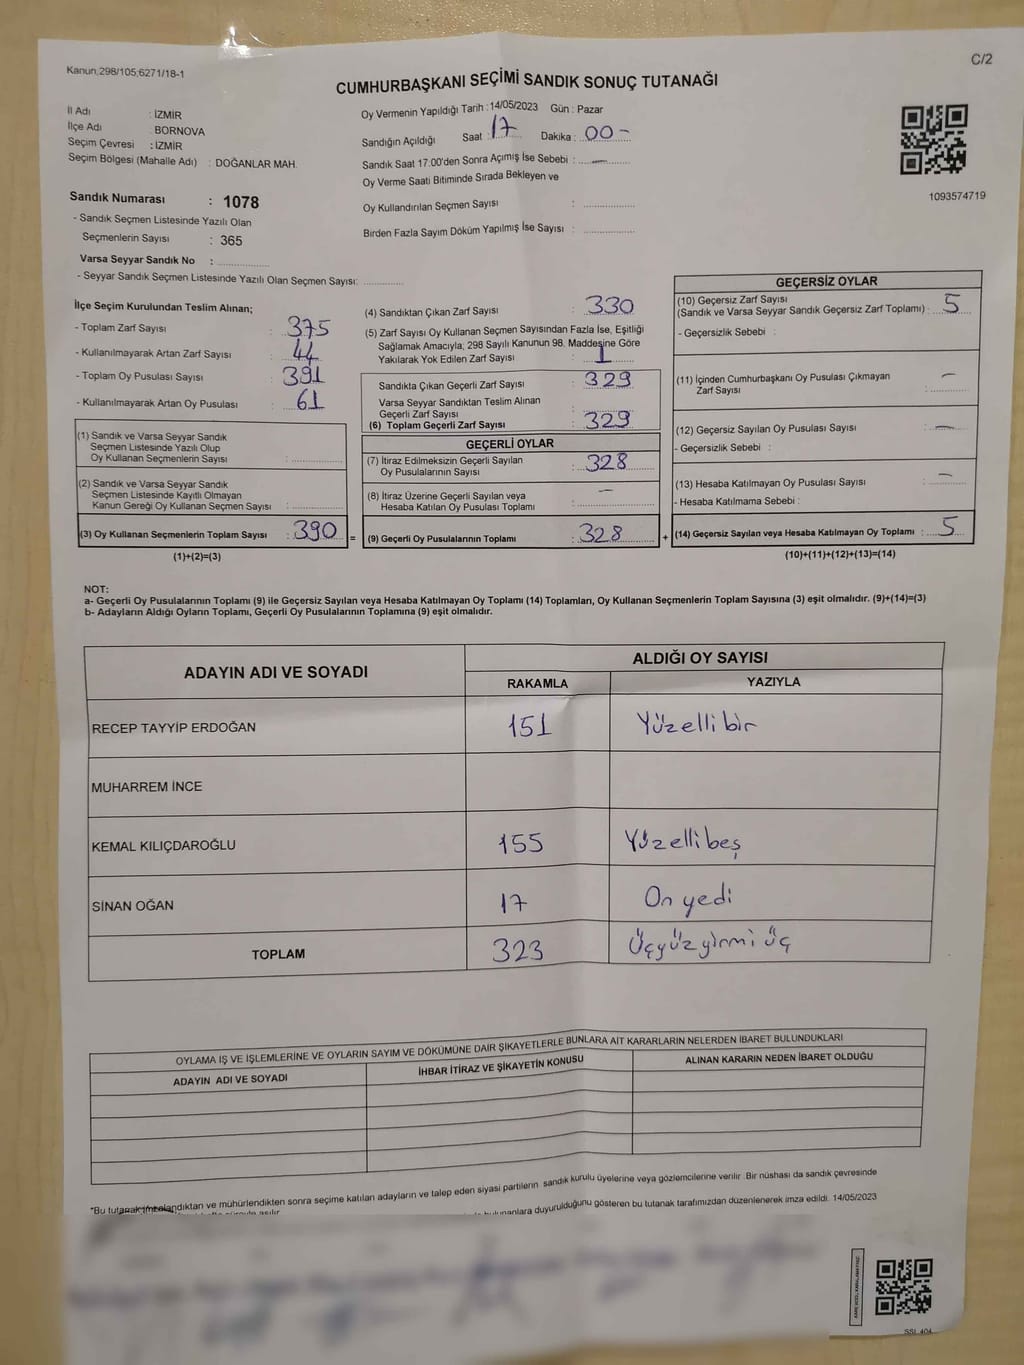 Kanun;298/105;6271/18-1
C/2
CUMHURBAŞKANI SEÇİMİ SANDIK SONUÇ TUTANAĞI
İl Adı : İZMİR
İlçe Adı : BORNOVA
Seçim Çevresi : İZMİR
Seçim Bölgesi (Mahalle Adı) : DOĞANLAR MAH.
Oy Vermenin Yapıldığı Tarih : 14/05/2023 Gün : Pazar
Sandığın Açıldığı Saat : 17 Dakika : 00-
Sandık Saat 17:00'den Sonra Açımış İse Sebebi : —
Oy Verme Saati Bitiminde Sırada Bekleyen ve
Oy Kullandırılan Seçmen Sayısı :
Birden Fazla Sayım Döküm Yapılmış İse Sayısı :
1093574719
Sandık Numarası : 1078
- Sandık Seçmen Listesinde Yazılı Olan
Seçmenlerin Sayısı : 365
Varsa Seyyar Sandık No :
- Seyyar Sandık Seçmen Listesinde Yazılı Olan Seçmen Sayısı:
İlçe Seçim Kurulundan Teslim Alınan;
- Toplam Zarf Sayısı : 375
- Kullanılmayarak Artan Zarf Sayısı : 44
- Toplam Oy Pusulası Sayısı : 391
- Kullanılmayarak Artan Oy Pusulası : 61
(1) Sandık ve Varsa Seyyar Sandık
Seçmen Listesinde Yazılı Olup
Oy Kullanan Seçmenlerin Sayısı :
(2) Sandık ve Varsa Seyyar Sandık
Seçmen Listesinde Kayıtlı Olmayan
Kanun Gereği Oy Kullanan Seçmen Sayısı :
(3) Oy Kullanan Seçmenlerin Toplam Sayısı : 390 =
(1)+(2)=(3)
(4) Sandıktan Çıkan Zarf Sayısı : 330
(5) Zarf Sayısı Oy Kullanan Seçmen Sayısından Fazla İse, Eşitliği
Sağlamak Amacıyla; 298 Sayılı Kanunun 98. Maddesine Göre
Yakılarak Yok Edilen Zarf Sayısı : 1
Sandıkta Çıkan Geçerli Zarf Sayısı : 329
Varsa Seyyar Sandıktan Teslim Alınan
Geçerli Zarf Sayısı :
(6) Toplam Geçerli Zarf Sayısı : 329
GEÇERLİ OYLAR
(7) İtiraz Edilmeksizin Geçerli Sayılan
Oy Pusulalarının Sayısı : 328
(8) İtiraz Üzerine Geçerli Sayılan veya
Hesaba Katılan Oy Pusulası Toplamı : —
(9) Geçerli Oy Pusulalarının Toplamı : 328 +
GEÇERSİZ OYLAR
(10) Geçersiz Zarf Sayısı
(Sandık ve Varsa Seyyar Sandık Geçersiz Zarf Toplamı) : 5
- Geçersizlik Sebebi :
(11) İçinden Cumhurbaşkanı Oy Pusulası Çıkmayan
Zarf Sayısı : —
(12) Geçersiz Sayılan Oy Pusulası Sayısı : —
- Geçersizlik Sebebi :
(13) Hesaba Katılmayan Oy Pusulası Sayısı : —
- Hesaba Katılmama Sebebi :
(14) Geçersiz Sayılan veya Hesaba Katılmayan Oy Toplamı : 5
(10)+(11)+(12)+(13)=(14)
NOT:
a- Geçerli Oy Pusulalarının Toplamı (9) ile Geçersiz Sayılan veya Hesaba Katılmayan Oy Toplamı (14) Toplamları, Oy Kullanan Seçmenlerin Toplam Sayısına (3) eşit olmalıdır. (9)+(14)=(3)
b- Adayların Aldığı Oyların Toplamı, Geçerli Oy Pusulalarının Toplamına (9) eşit olmalıdır.
ADAYIN ADI VE SOYADI
ALDIĞI OY SAYISI
RAKAMLA YAZIYLA
RECEP TAYYİP ERDOĞAN 151 Yüzelli bir
MUHARREM İNCE
KEMAL KILIÇDAROĞLU 155 Yüzelli beş
SİNAN OĞAN 17 On yedi
TOPLAM 323 Üçyüz yirmi üç
OYLAMA İŞ VE İŞLEMLERİNE VE OYLARIN SAYIM VE DÖKÜMÜNE DAİR ŞİKAYETLERLE BUNLARA AİT KARARLARIN NELERDEN İBARET BULUNDUKLARI
ADAYIN ADI VE SOYADI İHBAR İTİRAZ VE ŞİKAYETİN KONUSU ALINAN KARARIN NEDEN İBARET OLDUĞU
*Bu tutanak imzalandıktan ve mühürlendikten sonra seçime katılan adayların ve talep eden siyasi partilerin sandık kurulu üyelerine veya gözlemcilerine verilir. Bir nüshası da sandık çevresinde
duyurulduğunu gösteren bu tutanak tarafımızdan düzenlenerek imza edildi. 14/05/2023
SSL 404